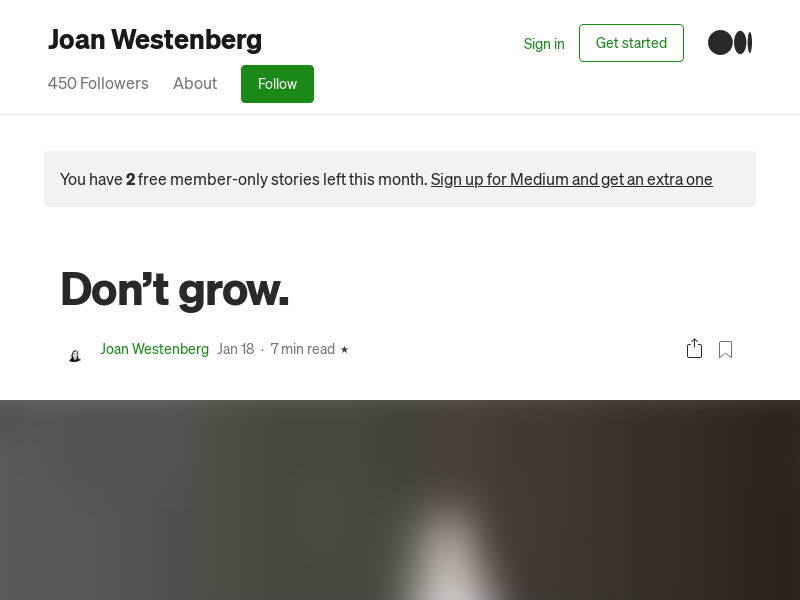 Joan Westenberg
Sign in
Get started
450 Followers
About
Follow
You have 2 free member-only stories left this month. Sign up for Medium and get an extra one
Don’t grow.
Joan Westenberg Jan 18 · 7 min read ★